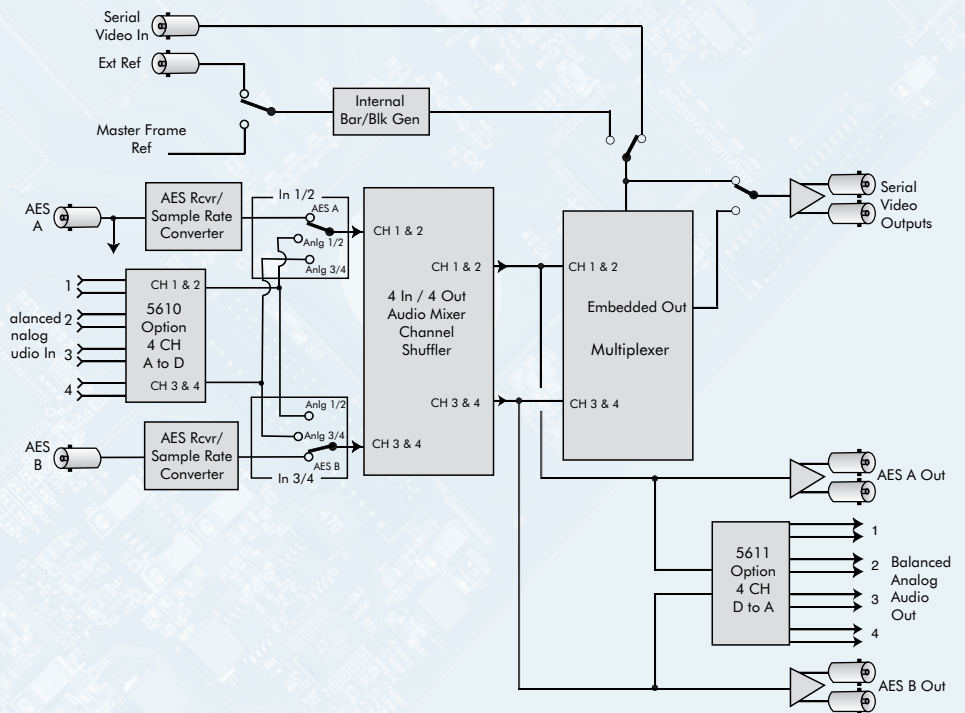 Serial
Video In
Ext Ref
Master Frame
Ref
Internal
Bar/Blk Gen
AES
A
AES Rcvr/
Sample Rate
Converter
In 1/2
AES A
Anlg 1/2
Anlg 3/4
1
alanced 2
nalog
udio In 3
4
CH 1 & 2
5610
Option
4 CH
A to D
CH 3 & 4
AES
B
AES Rcvr/
Sample Rate
Converter
Anlg 1/2
Anlg 3/4
AES B
In 3/4
CH 1 & 2
CH 1 & 2
4 In / 4 Out
Audio Mixer
Channel
Shuffler
CH 3 & 4
CH 3 & 4
CH 1 & 2
Embedded Out
Multiplexer
CH 3 & 4
Serial
Video
Outputs
AES A Out
5611
Option
4 CH
D to A
1
2
3
4
Balanced
Analog
Audio
Out
AES B Out